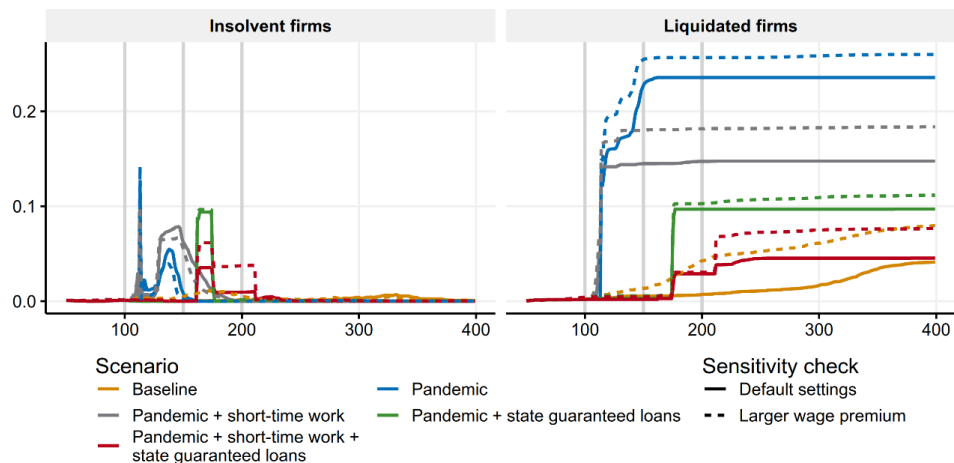 Insolvent firms
Liquidated firms
0.2
0.1
0.0
100 200 300 400
100 200 300 400
Scenario
Baseline
Pandemic
Pandemic + short-time work
Pandemic + state guaranteed loans
Pandemic + short-time work +
state guaranteed loans
Sensitivity check
Default settings
Larger wage premium